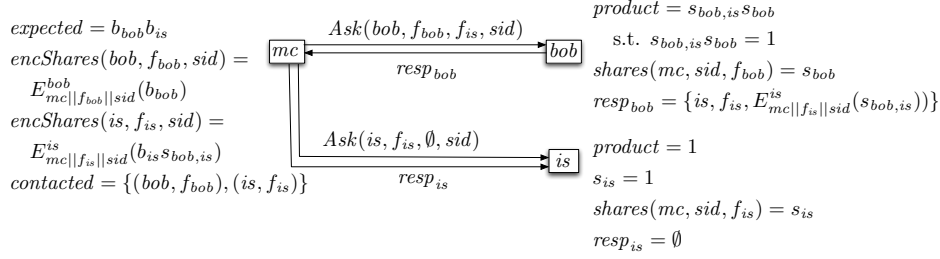 expected = b_{bob}b_{is}
encShares(bob, f_{bob}, sid) =
E^{bob}_{mc||f_{bob}||sid}(b_{bob})
encShares(is, f_{is}, sid) =
E^{is}_{mc||f_{is}||sid}(b_{is}s_{bob,is})
contacted = {(bob, f_{bob}), (is, f_{is})}
mc
Ask(bob, f_{bob}, f_{is}, sid)
resp_{bob}
bob
Ask(is, f_{is}, ∅, sid)
resp_{is}
is
product = s_{bob,is}s_{bob}
s.t. s_{bob,is}s_{bob} = 1
shares(mc, sid, f_{bob}) = s_{bob}
resp_{bob} = {is, f_{is}, E^{is}_{mc||f_{is}||sid}(s_{bob,is}))}
product = 1
s_{is} = 1
shares(mc, sid, f_{is}) = s_{is}
resp_{is} = ∅